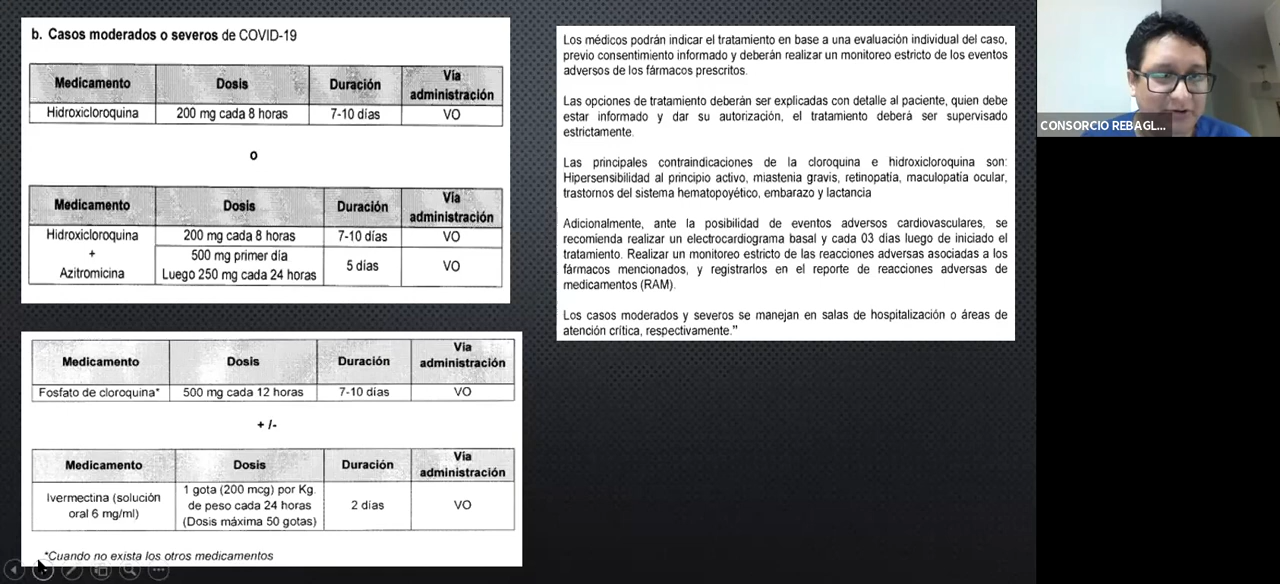 b. Casos moderados o severos de COVID-19
Medicamento Dosis Duración Vía administración
Hidroxicloroquina 200 mg cada 8 horas 7-10 días VO
o
Medicamento Dosis Duración Vía administración
Hidroxicloroquina 200 mg cada 8 horas 7-10 días VO
+
Azitromicina 500 mg primer día
Luego 250 mg cada 24 horas 5 días VO
Medicamento Dosis Duración Vía administración
Fosfato de cloroquina* 500 mg cada 12 horas 7-10 días VO
+ /-
Medicamento Dosis Duración Vía administración
Ivermectina (solución oral 6 mg/ml) 1 gota (200 mcg) por Kg. de peso cada 24 horas (Dosis máxima 50 gotas) 2 días VO
*Cuando no exista los otros medicamentos
Los médicos podrán indicar el tratamiento en base a una evaluación individual del caso,
previo consentimiento informado y deberán realizar un monitoreo estricto de los eventos
adversos de los fármacos prescritos.
Las opciones de tratamiento deberán ser explicadas con detalle al paciente, quien debe
estar informado y dar su autorización, el tratamiento deberá ser supervisado
estrictamente.
Las principales contraindicaciones de la cloroquina e hidroxicloroquina son:
Hipersensibilidad al principio activo, miastenia gravis, retinopatía, maculopatía ocular,
trastornos del sistema hematopoyético, embarazo y lactancia
Adicionalmente, ante la posibilidad de eventos adversos cardiovasculares, se
recomienda realizar un electrocardiograma basal y cada 03 días luego de iniciado el
tratamiento. Realizar un monitoreo estricto de las reacciones adversas asociadas a los
fármacos mencionados, y registrarlos en el reporte de reacciones adversas de
medicamentos (RAM).
Los casos moderados y severos se manejan en salas de hospitalización o áreas de
atención crítica, respectivamente."
CONSORCIO REBAGL...